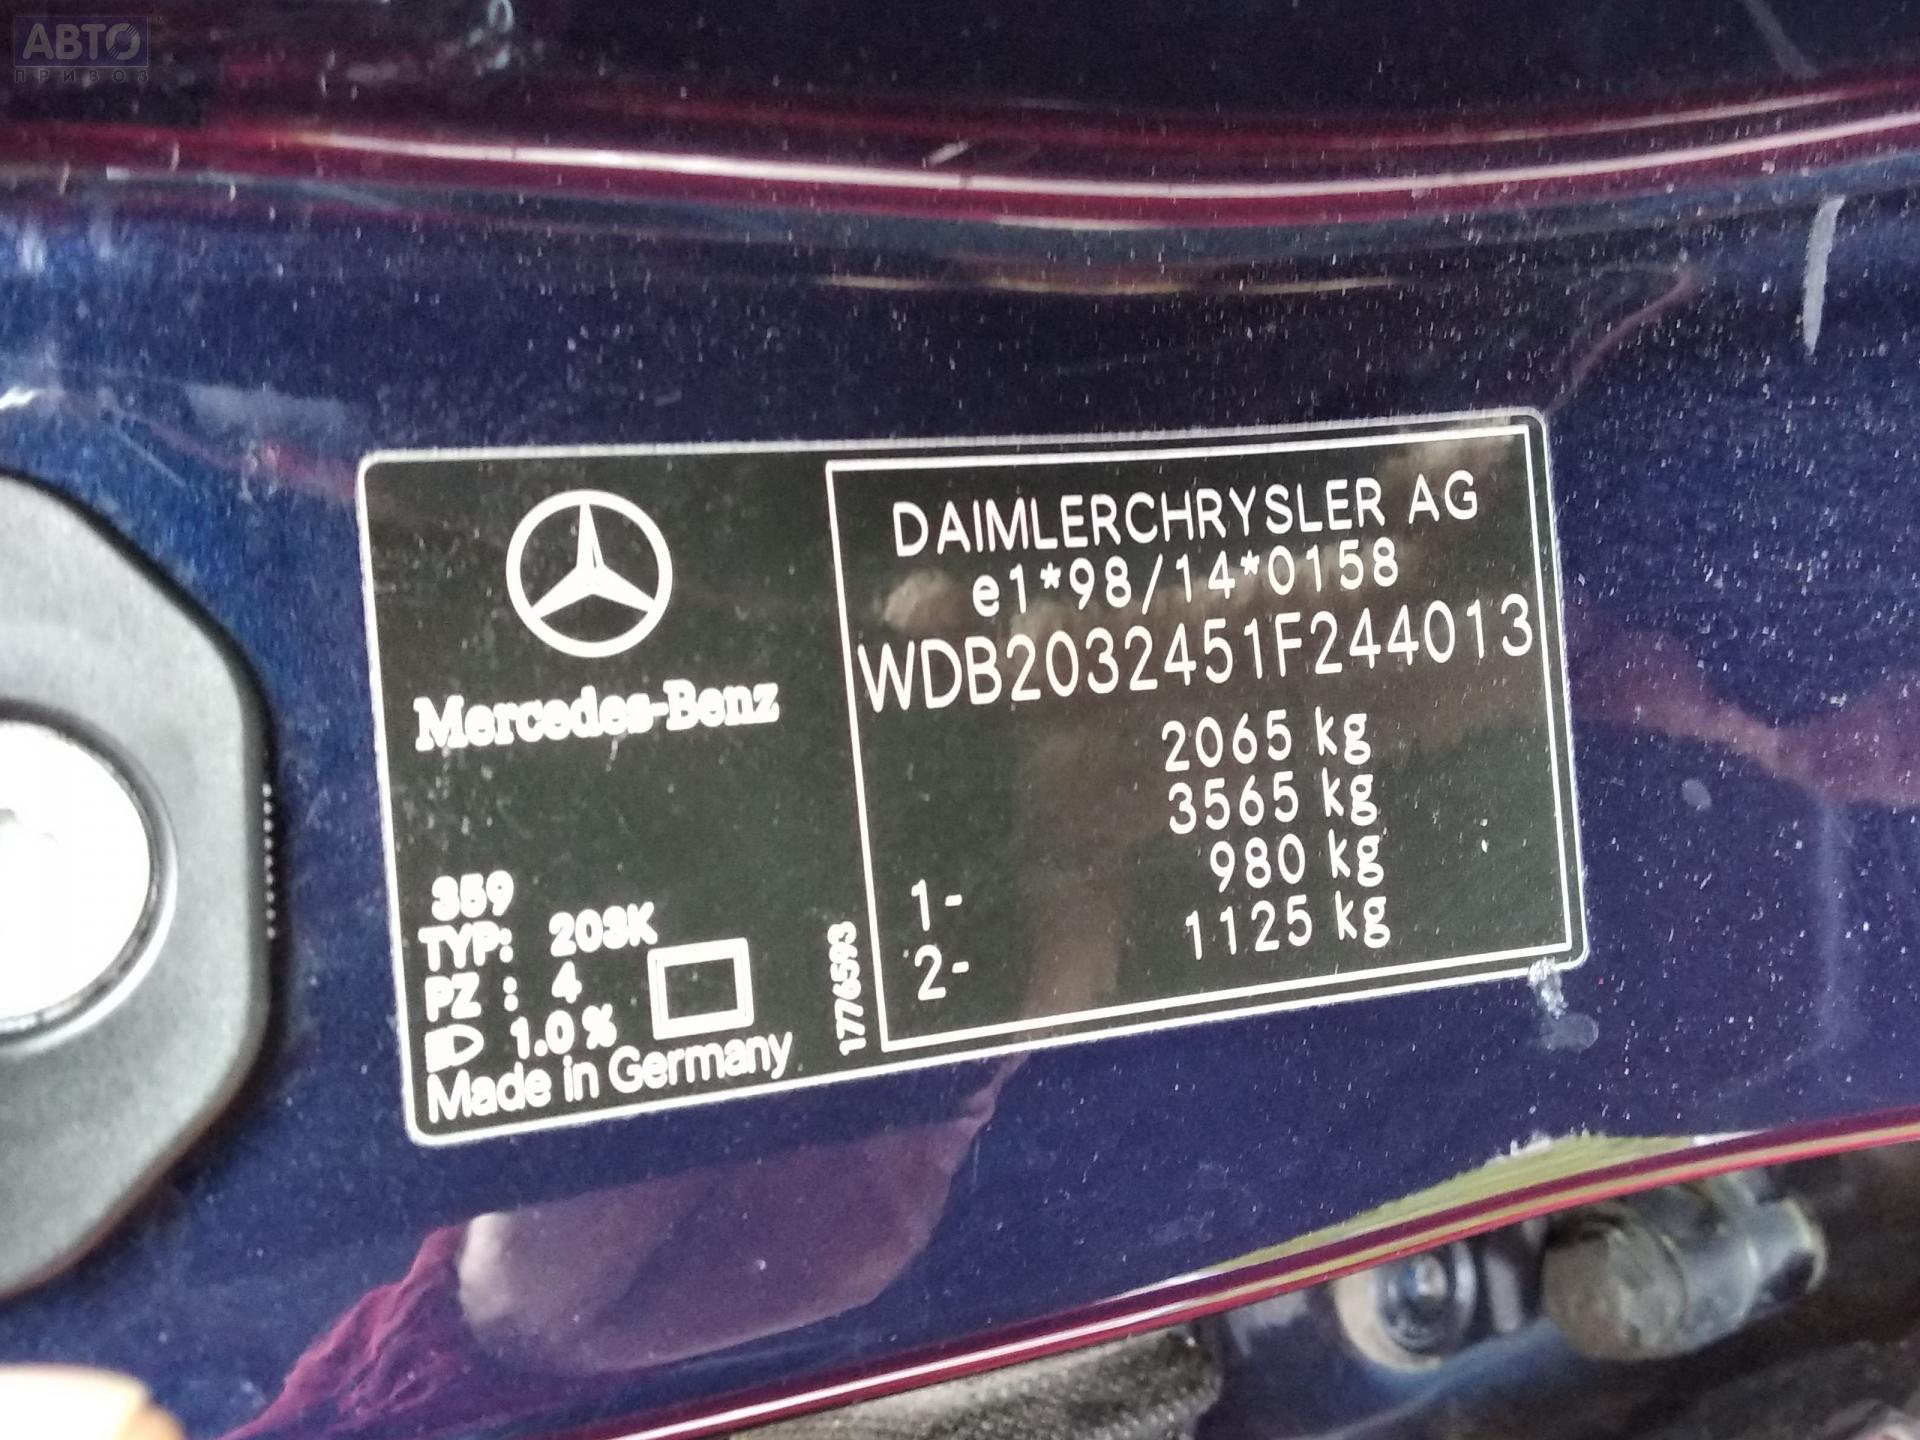 АВТО
ПРИВОЗ
DAIMLERCHRYSLER AG
e1*98/14*0158
WDB2032451F244013
2065 kg
3565 kg
1- 980 kg
2- 1125 kg
Mercedes-Benz
359
TYP: 203K
PZ : 4
1.0 %
Made in Germany
1776593